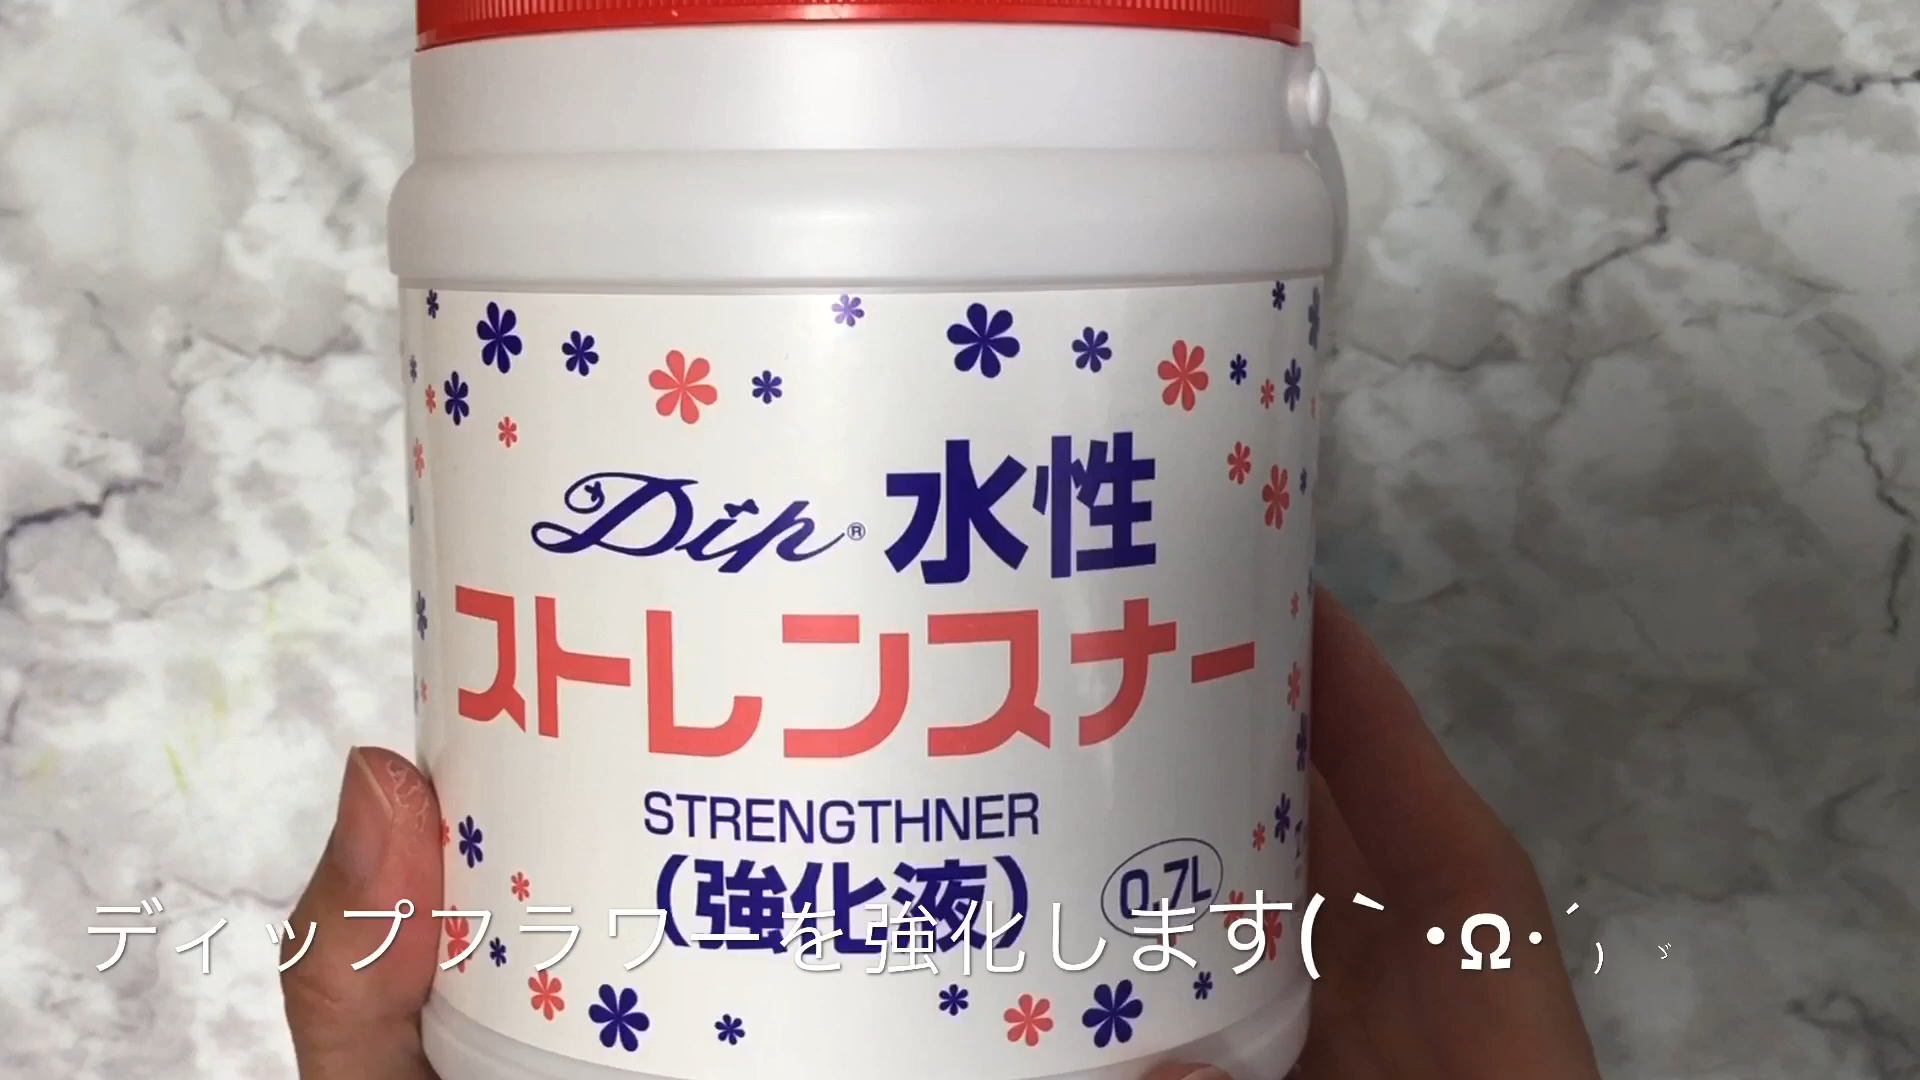 Dip® 水性
ストレンスナー
STRENGTHNER
(強化液)
0.7L
ディップフラワーを強化します(｀・Ω・´)ゞ